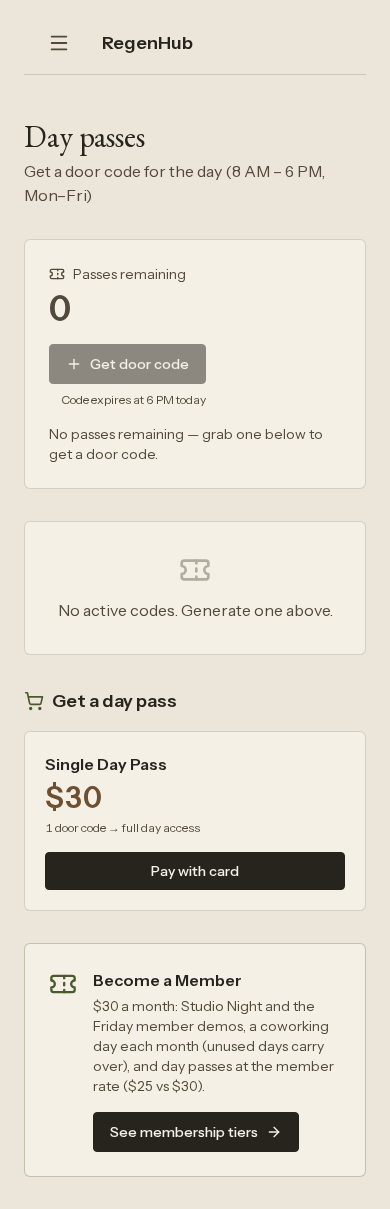 RegenHub
Day passes
Get a door code for the day (8 AM – 6 PM,
Mon–Fri)
Passes remaining
0
Get door code
Code expires at 6 PM today
No passes remaining — grab one below to
get a door code.
No active codes. Generate one above.
Get a day pass
Single Day Pass
$30
1 door code → full day access
Pay with card
Become a Member
$30 a month: Studio Night and the
Friday member demos, a coworking
day each month (unused days carry
over), and day passes at the member
rate ($25 vs $30).
See membership tiers →